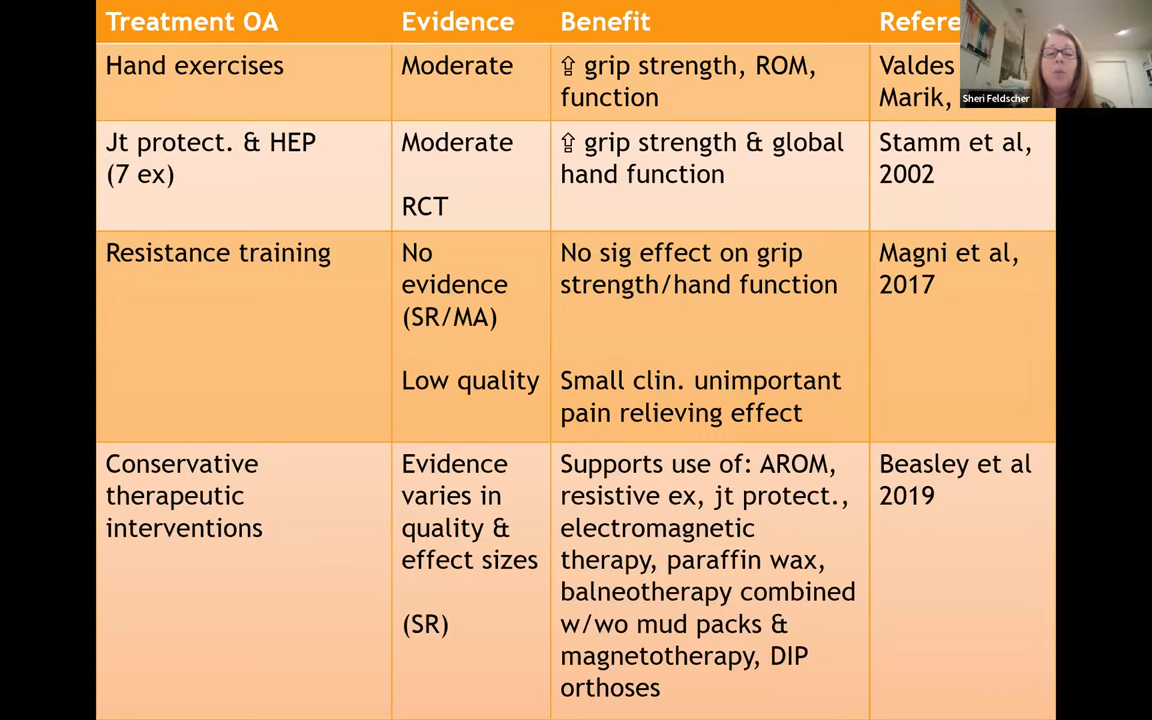 Treatment OA Evidence Benefit
Hand exercises Moderate ⇪ grip strength, ROM,
function
Valdes
Marik,
Jt protect. & HEP
(7 ex)
Moderate
RCT
⇪ grip strength & global
hand function
Stamm et al,
2002
Resistance training
No
evidence
(SR/MA)
Low quality
No sig effect on grip
strength/hand function
Small clin. unimportant
pain relieving effect
Magni et al,
2017
Conservative
therapeutic
interventions
Evidence
varies in
quality &
effect sizes
(SR)
Supports use of: AROM,
resistive ex, jt protect.,
electromagnetic
therapy, paraffin wax,
balneotherapy combined
w/wo mud packs &
magnetotherapy, DIP
orthoses
Beasley et al
2019
Sheri Feldscher